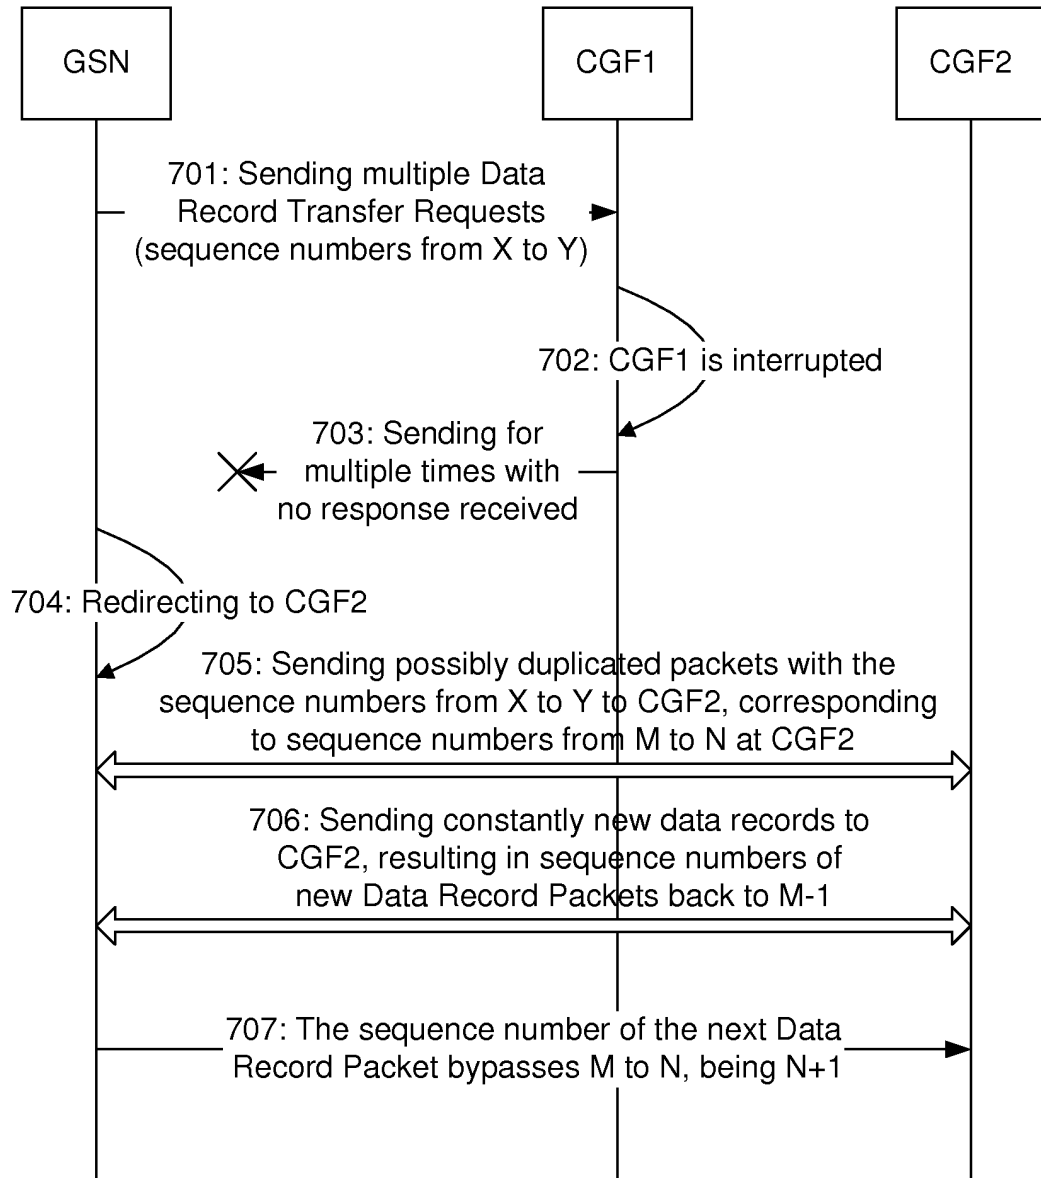 GSN
CGF1
CGF2
701: Sending multiple Data
Record Transfer Requests
(sequence numbers from X to Y)
702: CGF1 is interrupted
703: Sending for
multiple times with
no response received
704: Redirecting to CGF2
705: Sending possibly duplicated packets with the
sequence numbers from X to Y to CGF2, corresponding
to sequence numbers from M to N at CGF2
706: Sending constantly new data records to
CGF2, resulting in sequence numbers of
new Data Record Packets back to M-1
707: The sequence number of the next Data
Record Packet bypasses M to N, being N+1